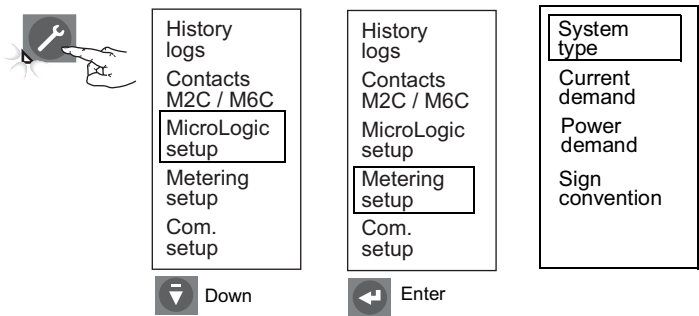 History
logs
Contacts
M2C / M6C
MicroLogic
setup
Metering
setup
Com.
setup
Down
History
logs
Contacts
M2C / M6C
MicroLogic
setup
Metering
setup
Com.
setup
Enter
System
type
Current
demand
Power
demand
Sign
convention